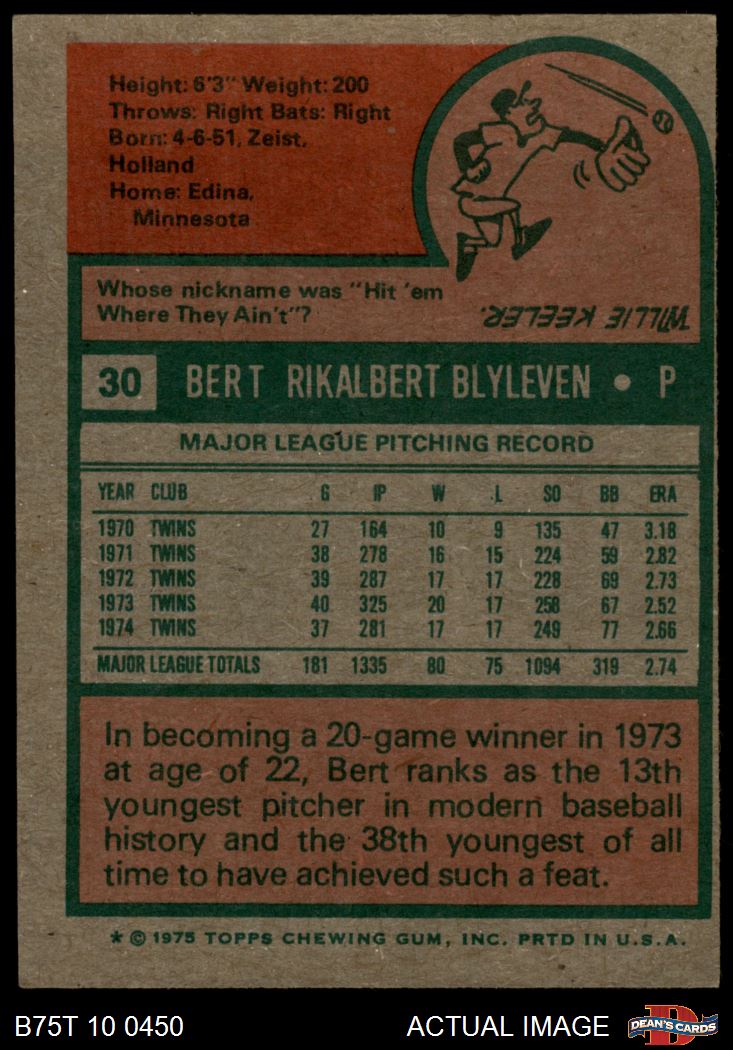 Height: 6'3" Weight: 200
Throws: Right Bats: Right
Born: 4-6-51, Zeist,
Holland
Home: Edina,
Minnesota
Whose nickname was "Hit 'em
Where They Ain't"?
WILLIE KEELER.
30 BERT RIKALBERT BLYLEVEN • P
MAJOR LEAGUE PITCHING RECORD
YEAR CLUB G IP W L SO BB ERA
1970 TWINS 27 164 10 9 135 47 3.18
1971 TWINS 38 278 16 15 224 59 2.82
1972 TWINS 39 287 17 17 228 69 2.73
1973 TWINS 40 325 20 17 258 67 2.52
1974 TWINS 37 281 17 17 249 77 2.66
MAJOR LEAGUE TOTALS 181 1335 80 75 1094 319 2.74
In becoming a 20-game winner in 1973
at age of 22, Bert ranks as the 13th
youngest pitcher in modern baseball
history and the 38th youngest of all
time to have achieved such a feat.
* © 1975 TOPPS CHEWING GUM, INC. PRTD IN U.S.A.
B75T 10 0450 ACTUAL IMAGE DEAN'S CARDS